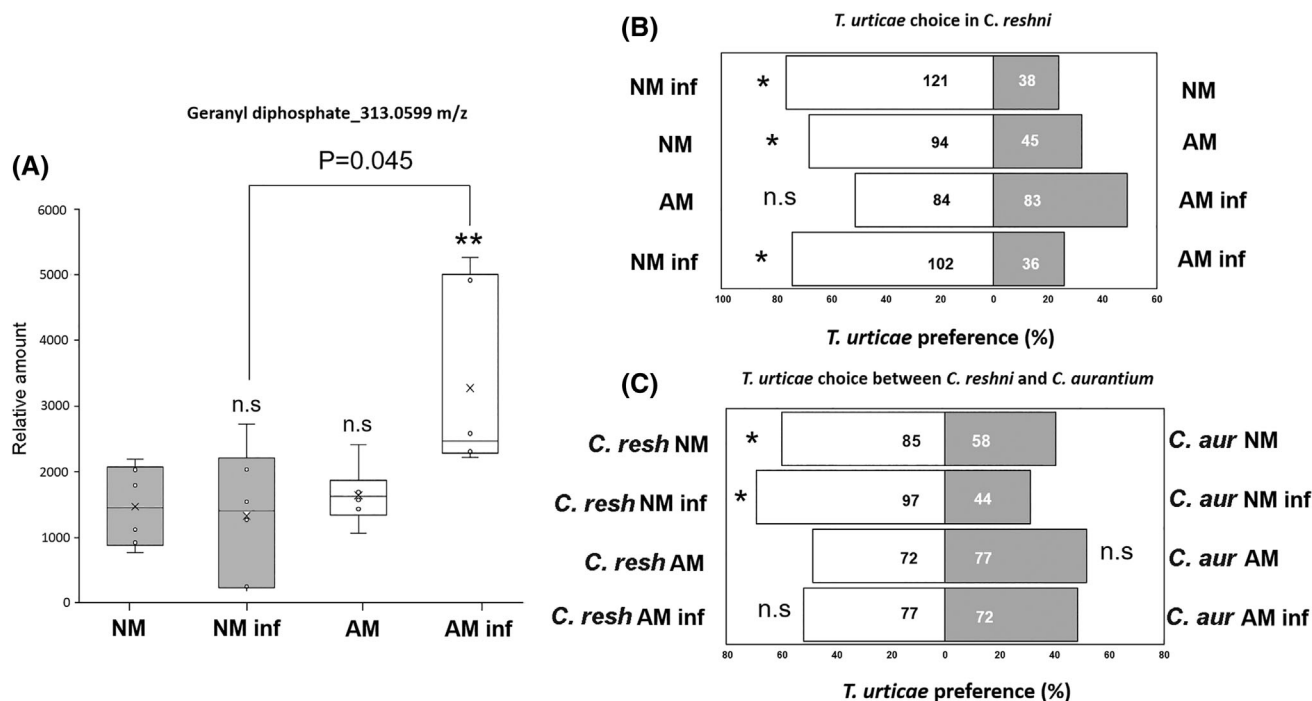 (A)
Geranyl diphosphate_313.0599 m/z
P=0.045
**
n.s
n.s
Relative amount
6000
5000
4000
3000
2000
1000
0
NM
NM inf
AM
AM inf
(B)
T. urticae choice in C. reshni
NM inf * 121 38 NM
NM * 94 45 AM
AM n.s 84 83 AM inf
NM inf * 102 36 AM inf
100 80 60 40 20 0 20 40 60
T. urticae preference (%)
(C)
T. urticae choice between C. reshni and C. aurantium
C. resh NM * 85 58 C. aur NM
C. resh NM inf * 97 44 C. aur NM inf
C. resh AM 72 77 n.s C. aur AM
C. resh AM inf n.s 77 72 C. aur AM inf
80 60 40 20 0 20 40 60 80
T. urticae preference (%)